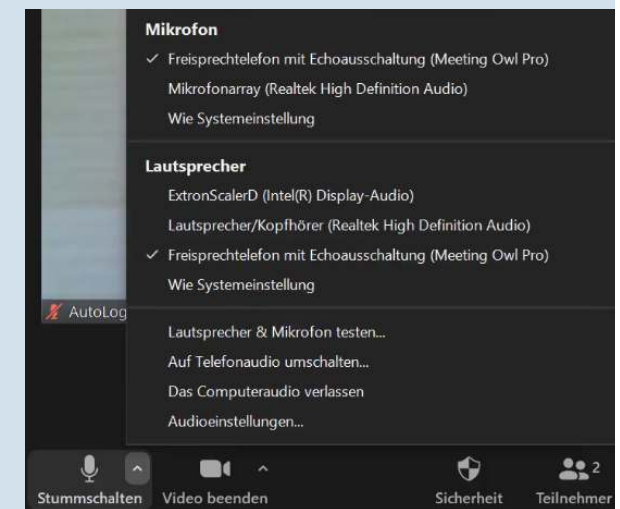 Mikrofon
✓ Freisprechtelefon mit Echoausschaltung (Meeting Owl Pro)
Mikrofonarray (Realtek High Definition Audio)
Wie Systemeinstellung
Lautsprecher
ExtronScalerD (Intel(R) Display-Audio)
Lautsprecher/Kopfhörer (Realtek High Definition Audio)
✓ Freisprechtelefon mit Echoausschaltung (Meeting Owl Pro)
Wie Systemeinstellung
AutoLog
Lautsprecher & Mikrofon testen...
Auf Telefonaudio umschalten...
Das Computeraudio verlassen
Audioeinstellungen...
2
Stummschalten Video beenden Sicherheit Teilnehmer